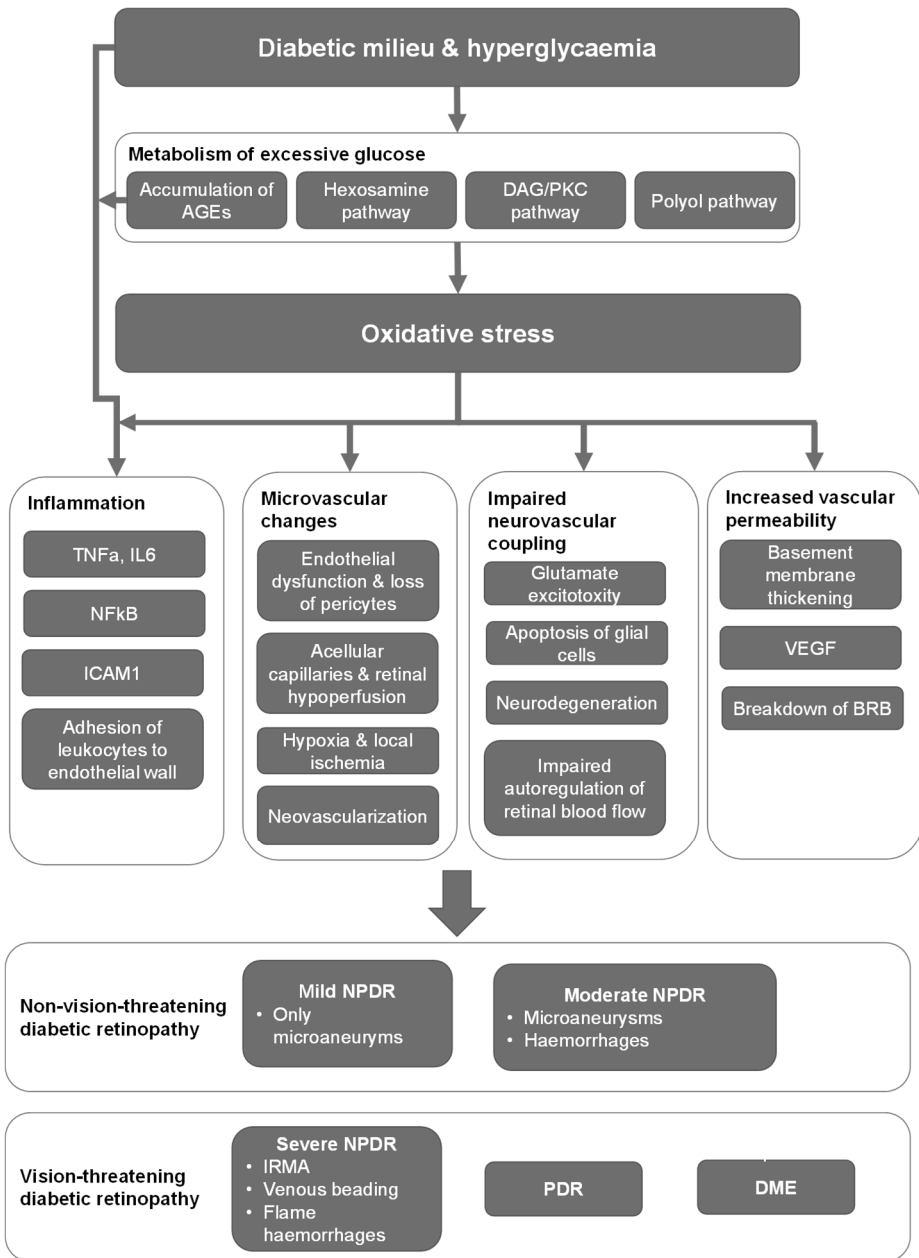 Diabetic milieu & hyperglycaemia
Metabolism of excessive glucose
Accumulation of
AGEs
Hexosamine
pathway
DAG/PKC
pathway
Polyol pathway
Oxidative stress
Inflammation
TNFa, IL6
NFkB
ICAM1
Adhesion of
leukocytes to
endothelial wall
Microvascular
changes
Endothelial
dysfunction & loss
of pericytes
Acellular
capillaries & retinal
hypoperfusion
Hypoxia & local
ischemia
Neovascularization
Impaired
neurovascular
coupling
Glutamate
excitotoxity
Apoptosis of glial
cells
Neurodegeneration
Impaired
autoregulation of
retinal blood flow
Increased vascular
permeability
Basement
membrane
thickening
VEGF
Breakdown of BRB
Non-vision-threatening
diabetic retinopathy
Mild NPDR
• Only
microaneuryms
Moderate NPDR
• Microaneurysms
• Haemorrhages
Vision-threatening
diabetic retinopathy
Severe NPDR
• IRMA
• Venous beading
• Flame
haemorrhages
PDR
DME